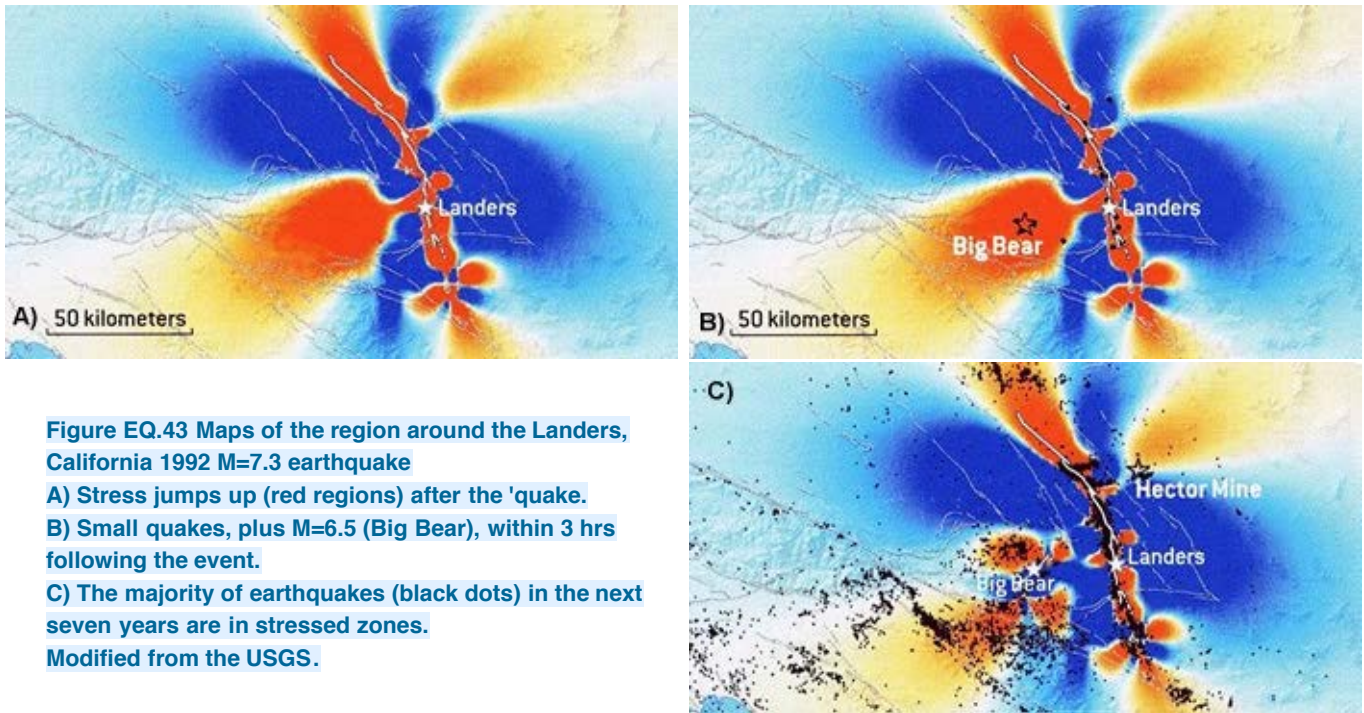 Landers
A) 50 kilometers
Landers
Big Bear
B) 50 kilometers
Figure EQ.43 Maps of the region around the Landers,
California 1992 M=7.3 earthquake
A) Stress jumps up (red regions) after the 'quake.
B) Small quakes, plus M=6.5 (Big Bear), within 3 hrs
following the event.
C) The majority of earthquakes (black dots) in the next
seven years are in stressed zones.
Modified from the USGS.
C)
Hector Mine
Landers
Big Bear